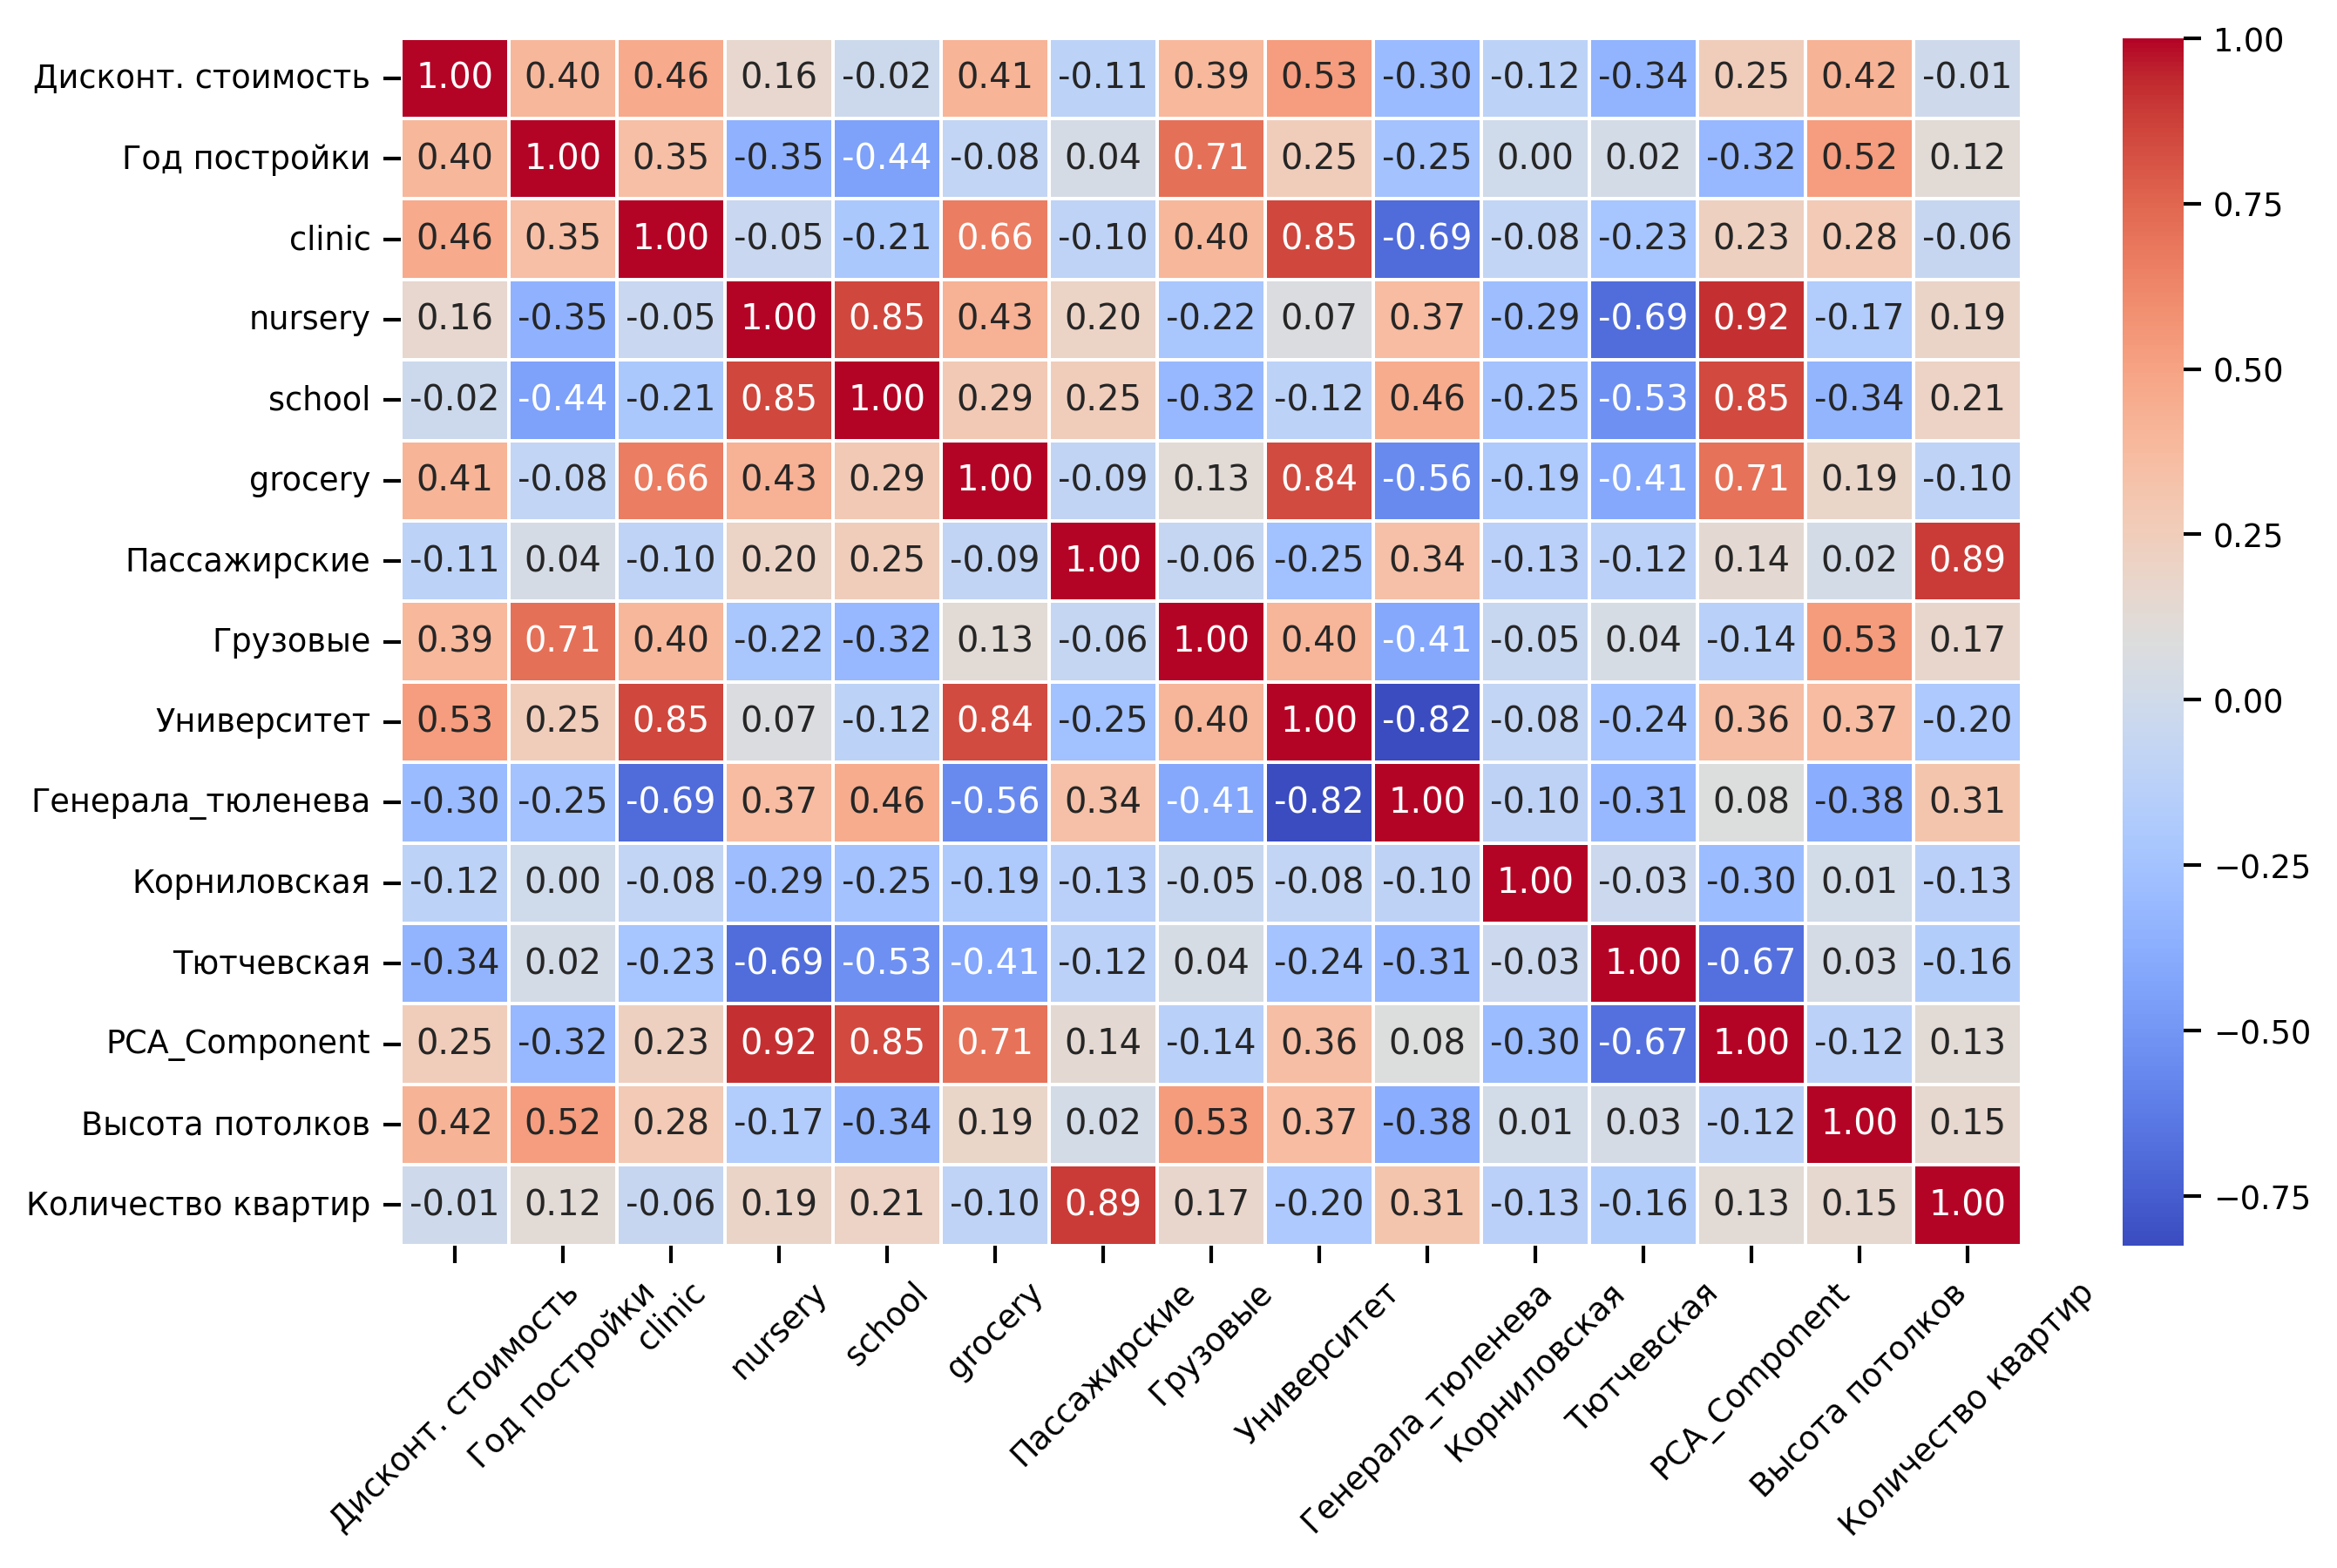 Дисконт. стоимость 1.00 0.40 0.46 0.16 -0.02 0.41 -0.11 0.39 0.53 -0.30 -0.12 -0.34 0.25 0.42 -0.01
Год постройки 0.40 1.00 0.35 -0.35 -0.44 -0.08 0.04 0.71 0.25 -0.25 0.00 0.02 -0.32 0.52 0.12
clinic 0.46 0.35 1.00 -0.05 -0.21 0.66 -0.10 0.40 0.85 -0.69 -0.08 -0.23 0.23 0.28 -0.06
nursery 0.16 -0.35 -0.05 1.00 0.85 0.43 0.20 -0.22 0.07 0.37 -0.29 -0.69 0.92 -0.17 0.19
school -0.02 -0.44 -0.21 0.85 1.00 0.29 0.25 -0.32 -0.12 0.46 -0.25 -0.53 0.85 -0.34 0.21
grocery 0.41 -0.08 0.66 0.43 0.29 1.00 -0.09 0.13 0.84 -0.56 -0.19 -0.41 0.71 0.19 -0.10
Пассажирские -0.11 0.04 -0.10 0.20 0.25 -0.09 1.00 -0.06 -0.25 0.34 -0.13 -0.12 0.14 0.02 0.89
Грузовые 0.39 0.71 0.40 -0.22 -0.32 0.13 -0.06 1.00 0.40 -0.41 -0.05 0.04 -0.14 0.53 0.17
Университет 0.53 0.25 0.85 0.07 -0.12 0.84 -0.25 0.40 1.00 -0.82 -0.08 -0.24 0.36 0.37 -0.20
Генерала_тюленева -0.30 -0.25 -0.69 0.37 0.46 -0.56 0.34 -0.41 -0.82 1.00 -0.10 -0.31 0.08 -0.38 0.31
Корниловская -0.12 0.00 -0.08 -0.29 -0.25 -0.19 -0.13 -0.05 -0.08 -0.10 1.00 -0.03 -0.30 0.01 -0.13
Тютчевская -0.34 0.02 -0.23 -0.69 -0.53 -0.41 -0.12 0.04 -0.24 -0.31 -0.03 1.00 -0.67 0.03 -0.16
PCA_Component 0.25 -0.32 0.23 0.92 0.85 0.71 0.14 -0.14 0.36 0.08 -0.30 -0.67 1.00 -0.12 0.13
Высота потолков 0.42 0.52 0.28 -0.17 -0.34 0.19 0.02 0.53 0.37 -0.38 0.01 0.03 -0.12 1.00 0.15
Количество квартир -0.01 0.12 -0.06 0.19 0.21 -0.10 0.89 0.17 -0.20 0.31 -0.13 -0.16 0.13 0.15 1.00
Дисконт. стоимость
Год постройки
clinic
nursery
school
grocery
Пассажирские
Грузовые
Университет
Генерала_тюленева
Корниловская
Тютчевская
PCA_Component
Высота потолков
Количество квартир
1.00
0.75
0.50
0.25
0.00
−0.25
−0.50
−0.75